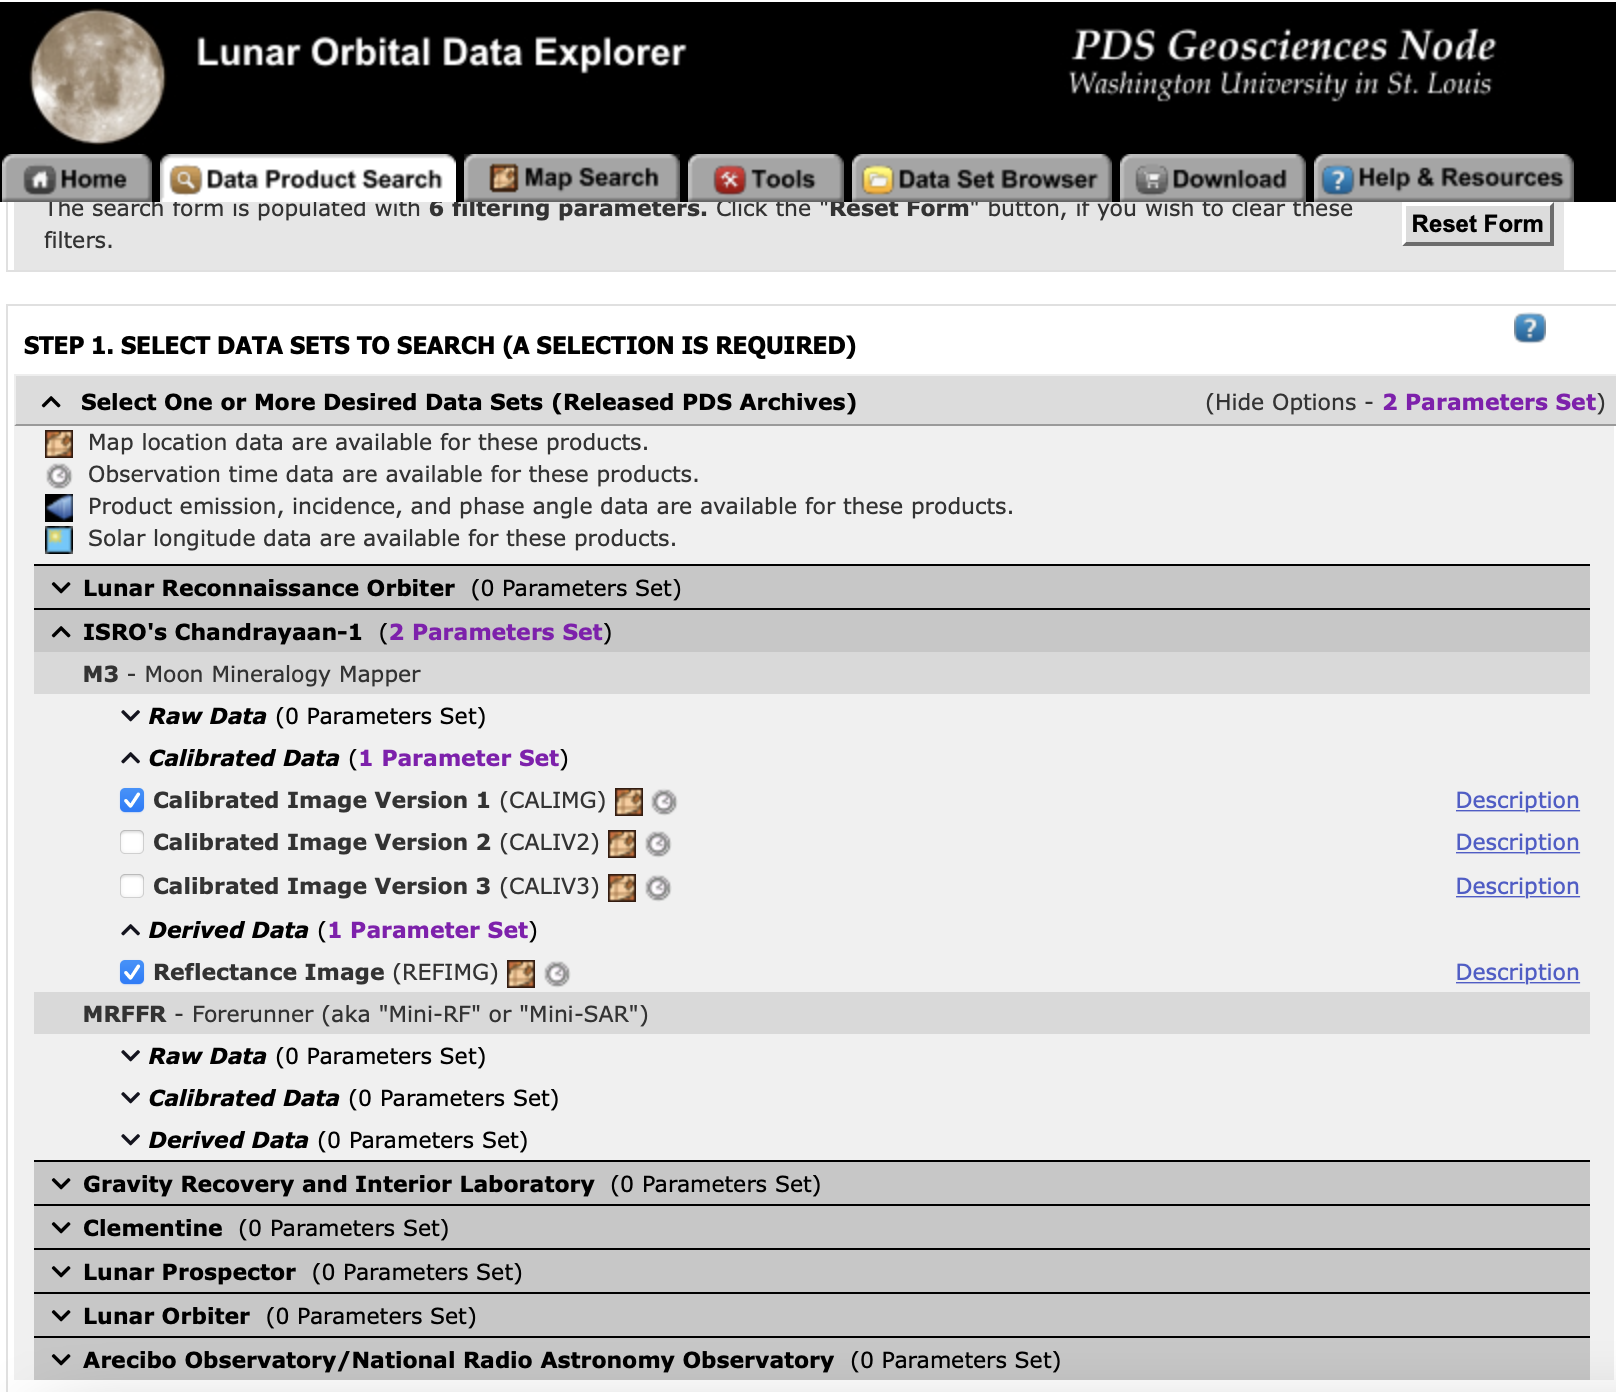 Lunar Orbital Data Explorer
PDS Geosciences Node
Washington University in St. Louis
Home
Data Product Search
Map Search
Tools
Data Set Browser
Download
Help & Resources
The search form is populated with 6 filtering parameters. Click the "Reset Form" button, if you wish to clear these
filters.
Reset Form
STEP 1. SELECT DATA SETS TO SEARCH (A SELECTION IS REQUIRED)
?
Select One or More Desired Data Sets (Released PDS Archives)
(Hide Options - 2 Parameters Set)
Map location data are available for these products.
Observation time data are available for these products.
Product emission, incidence, and phase angle data are available for these products.
Solar longitude data are available for these products.
Lunar Reconnaissance Orbiter (0 Parameters Set)
ISRO's Chandrayaan-1 (2 Parameters Set)
M3 - Moon Mineralogy Mapper
Raw Data (0 Parameters Set)
Calibrated Data (1 Parameter Set)
Calibrated Image Version 1 (CALIMG)
Description
Calibrated Image Version 2 (CALIV2)
Description
Calibrated Image Version 3 (CALIV3)
Description
Derived Data (1 Parameter Set)
Reflectance Image (REFIMG)
Description
MRFFR - Forerunner (aka "Mini-RF" or "Mini-SAR")
Raw Data (0 Parameters Set)
Calibrated Data (0 Parameters Set)
Derived Data (0 Parameters Set)
Gravity Recovery and Interior Laboratory (0 Parameters Set)
Clementine (0 Parameters Set)
Lunar Prospector (0 Parameters Set)
Lunar Orbiter (0 Parameters Set)
Arecibo Observatory/National Radio Astronomy Observatory (0 Parameters Set)